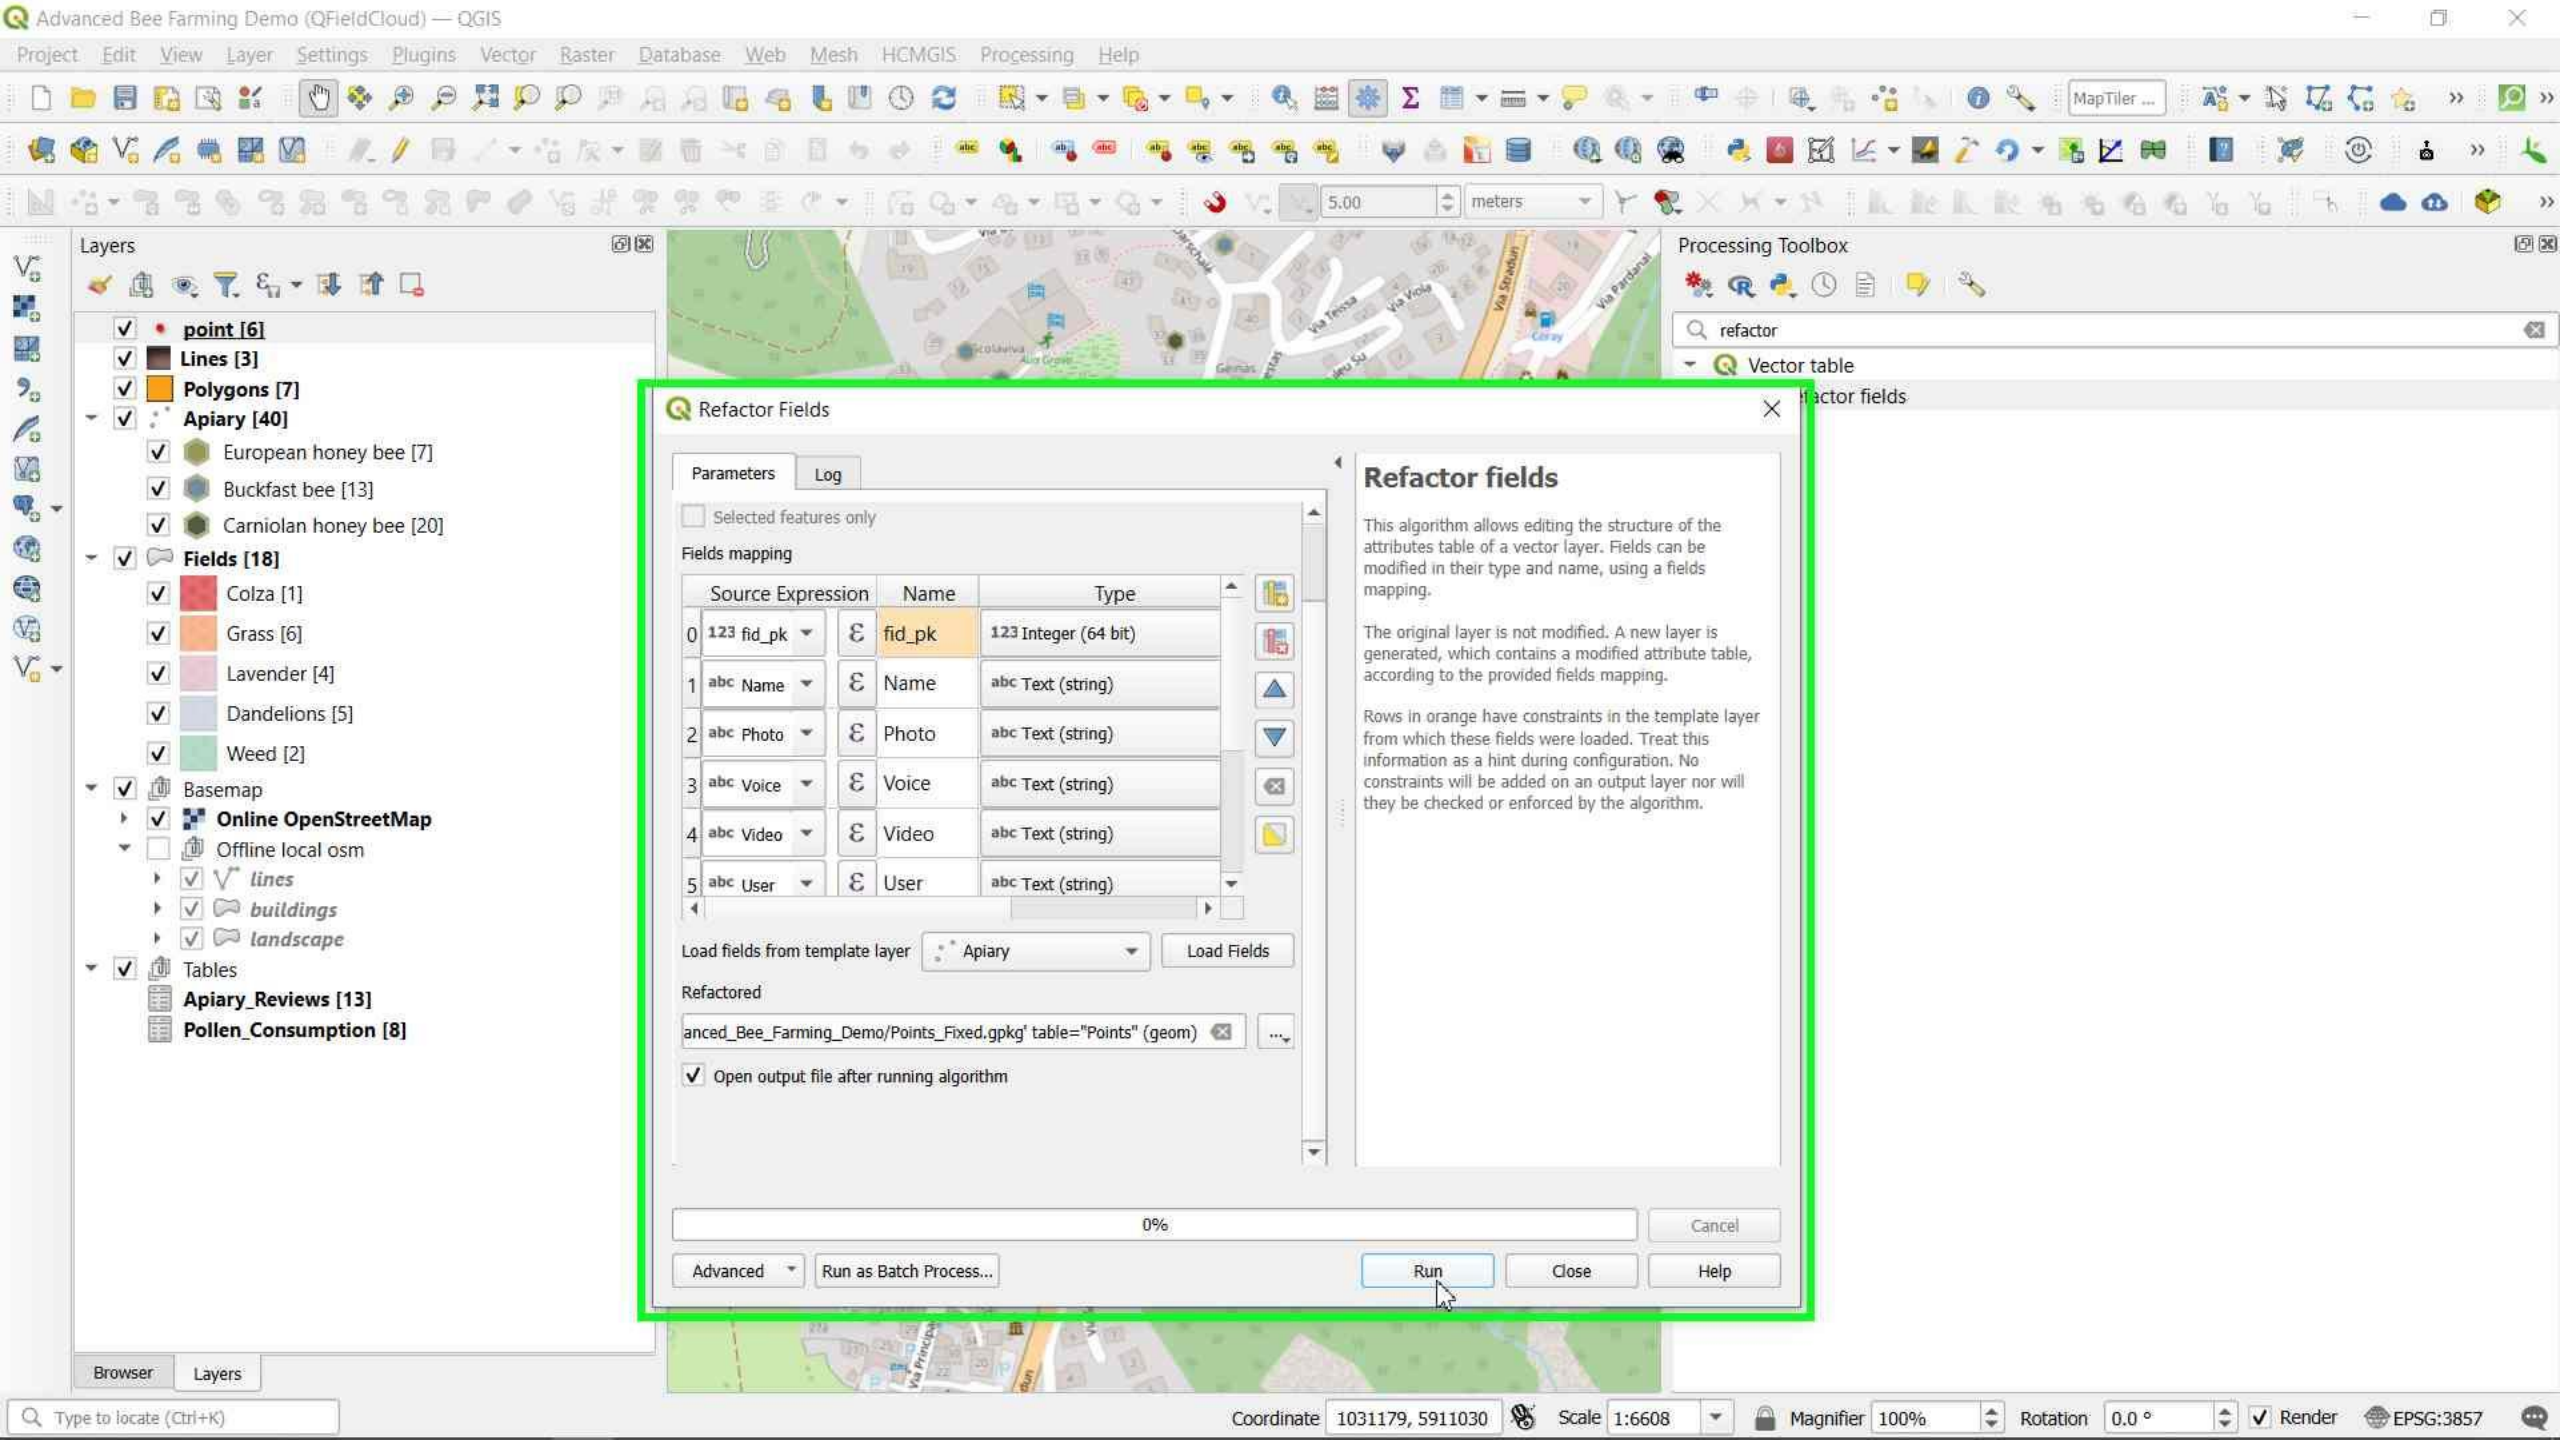 Advanced Bee Farming Demo (QFieldCloud) — QGIS
Project Edit View Layer Settings Plugins Vector Raster Database Web Mesh HCMGIS Processing Help
MapTiler ...
5.00 meters
Layers
point [6]
Lines [3]
Polygons [7]
Apiary [40]
European honey bee [7]
Buckfast bee [13]
Carniolan honey bee [20]
Fields [18]
Colza [1]
Grass [6]
Lavender [4]
Dandelions [5]
Weed [2]
Basemap
Online OpenStreetMap
Offline local osm
lines
buildings
landscape
Tables
Apiary_Reviews [13]
Pollen_Consumption [8]
Browser Layers
Via Teissa
Via Viola
Via Stradun
Via Pardanal
Scolaviva
Processing Toolbox
refactor
Vector table
efactor fields
Refactor Fields
Parameters Log
Selected features only
Fields mapping
Source Expression Name Type
0 123 fid_pk ε fid_pk 123 Integer (64 bit)
1 abc Name ε Name abc Text (string)
2 abc Photo ε Photo abc Text (string)
3 abc Voice ε Voice abc Text (string)
4 abc Video ε Video abc Text (string)
5 abc User ε User abc Text (string)
Load fields from template layer Apiary Load Fields
Refactored
anced_Bee_Farming_Demo/Points_Fixed.gpkg' table="Points" (geom) ...
Open output file after running algorithm
Refactor fields
This algorithm allows editing the structure of the
attributes table of a vector layer. Fields can be
modified in their type and name, using a fields
mapping.
The original layer is not modified. A new layer is
generated, which contains a modified attribute table,
according to the provided fields mapping.
Rows in orange have constraints in the template layer
from which these fields were loaded. Treat this
information as a hint during configuration. No
constraints will be added on an output layer nor will
they be checked or enforced by the algorithm.
0% Cancel
Advanced Run as Batch Process... Run Close Help
Type to locate (Ctrl+K) Coordinate 1031179, 5911030 Scale 1:6608 Magnifier 100% Rotation 0.0 ° Render EPSG:3857